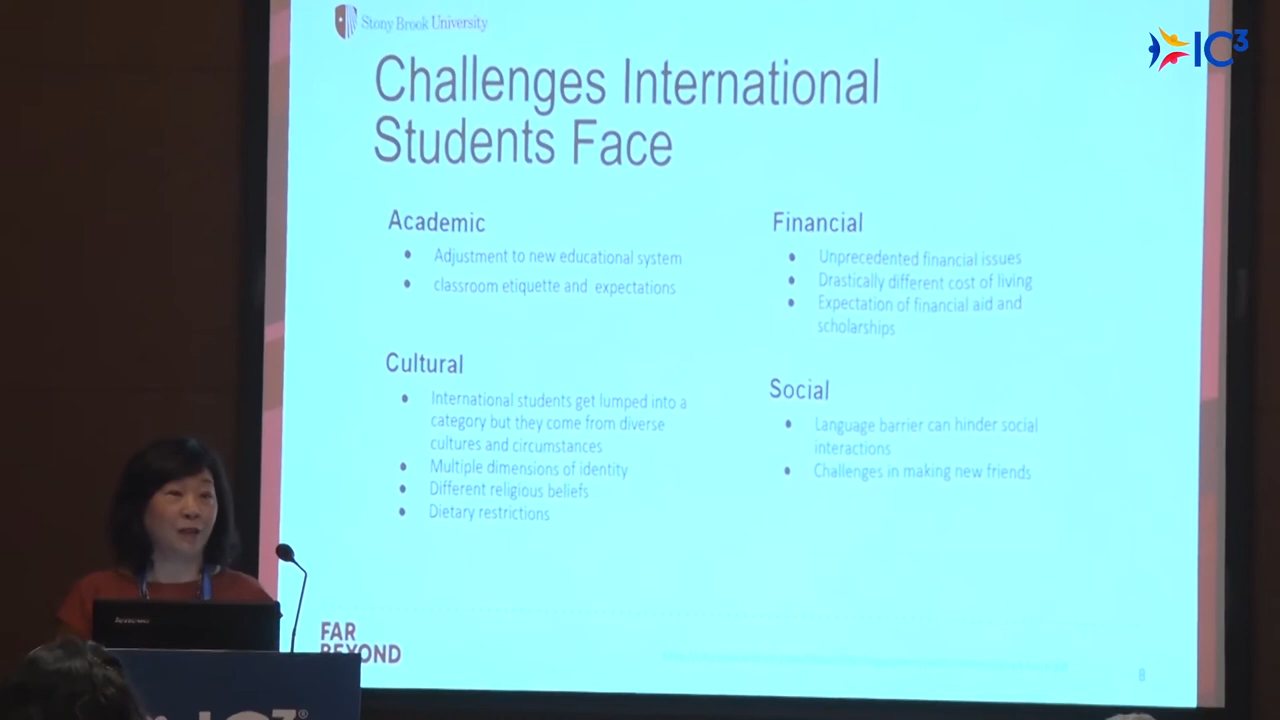 Stony Brook University
IC³
Challenges International
Students Face
Academic
• Adjustment to new educational system
• classroom etiquette and expectations
Cultural
• International students get lumped into a
category but they come from diverse
cultures and circumstances
• Multiple dimensions of identity
• Different religious beliefs
• Dietary restrictions
Financial
• Unprecedented financial issues
• Drastically different cost of living
• Expectation of financial aid and
scholarships
Social
• Language barrier can hinder social
interactions
• Challenges in making new friends
lenovo
FAR
BEYOND
8
IC³®